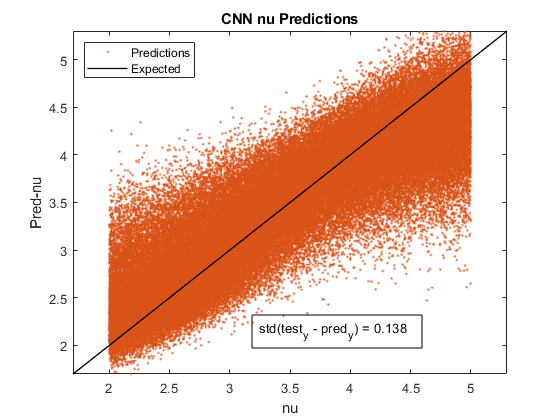 CNN nu Predictions
Predictions
Expected
5
4.5
4
3.5
3
2.5
2
Pred-nu
std(test_y - pred_y) = 0.138
2 2.5 3 3.5 4 4.5 5
nu